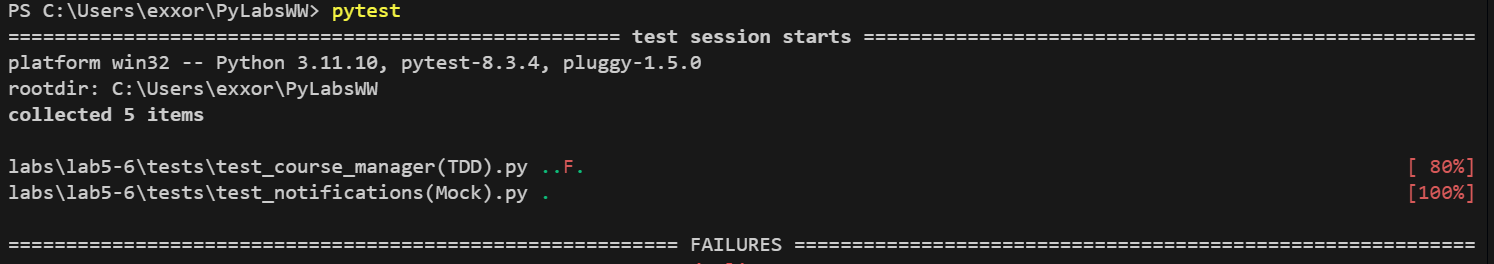 PS C:\Users\exxor\PyLabsWW> pytest
===================================================== test session starts =====================================================
platform win32 -- Python 3.11.10, pytest-8.3.4, pluggy-1.5.0
rootdir: C:\Users\exxor\PyLabsWW
collected 5 items
labs\lab5-6\tests\test_course_manager(TDD).py ..F. [ 80%]
labs\lab5-6\tests\test_notifications(Mock).py . [100%]
========================================================== FAILURES ===========================================================